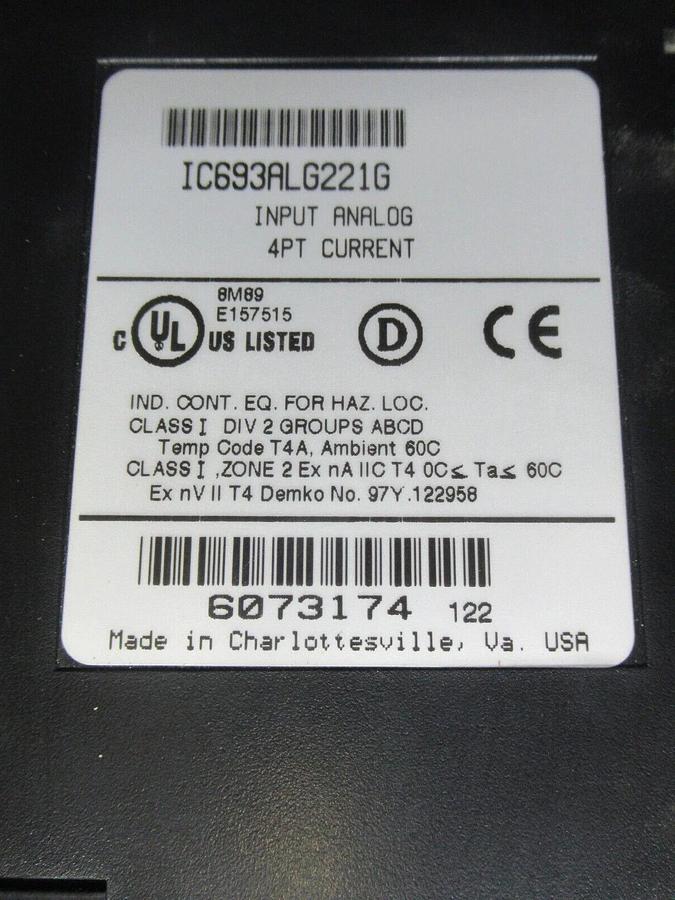 IC693ALG221G
INPUT ANALOG
4PT CURRENT
8M89
E157515
C UL US LISTED
D
CE
IND. CONT. EQ. FOR HAZ. LOC.
CLASS I DIV 2 GROUPS ABCD
Temp Code T4A, Ambient 60C
CLASS I ,ZONE 2 Ex nA IIC T4 0C≤ Ta≤ 60C
Ex nV II T4 Demko No. 97Y.122958
6073174 122
Made in Charlottesville, Va. USA